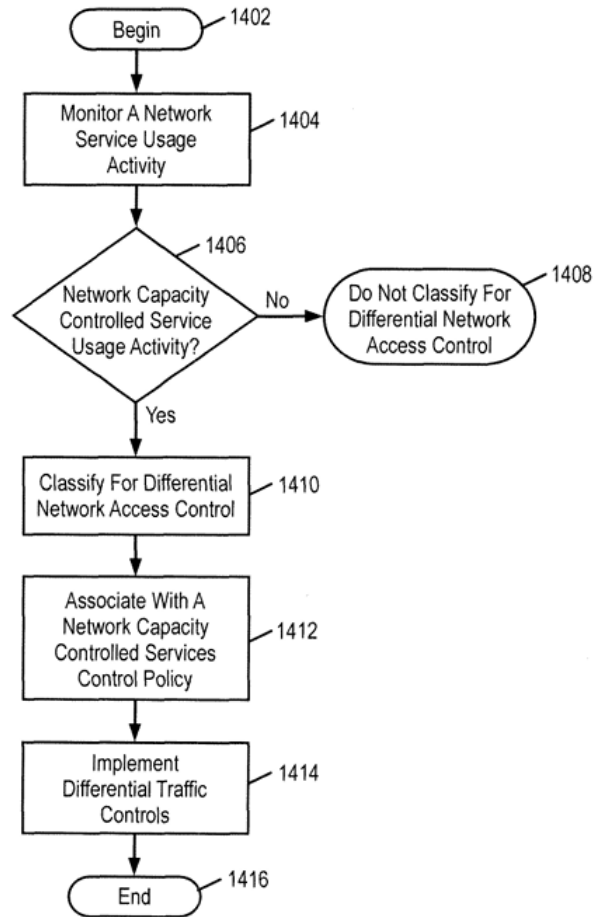 Begin
1402
Monitor A Network
Service Usage
Activity
1404
1406
Network Capacity
Controlled Service
Usage Activity?
No
Do Not Classify For
Differential Network
Access Control
1408
Yes
Classify For Differential
Network Access Control
1410
Associate With A
Network Capacity
Controlled Services
Control Policy
1412
Implement
Differential Traffic
Controls
1414
End
1416